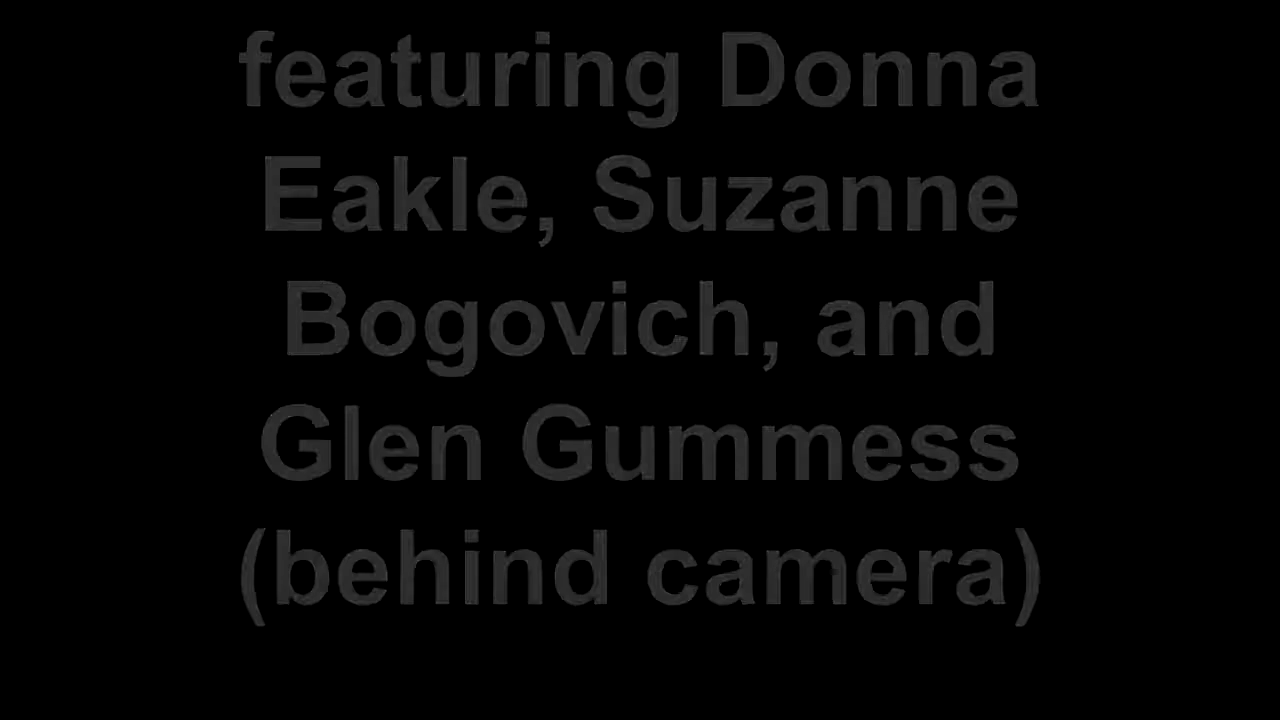 featuring Donna
Eakle, Suzanne
Bogovich, and
Glen Gummess
(behind camera)